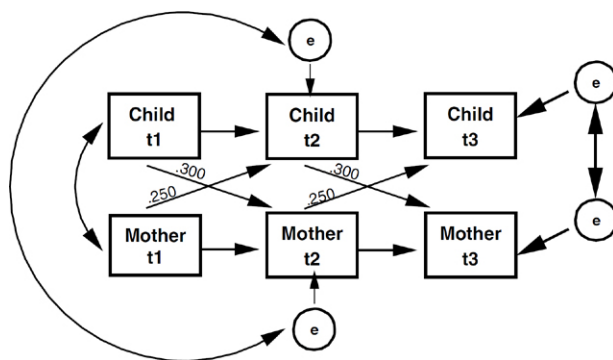 e
Child
t1
Child
t2
Child
t3
e
.300
.250
.300
.250
Mother
t1
Mother
t2
Mother
t3
e
e